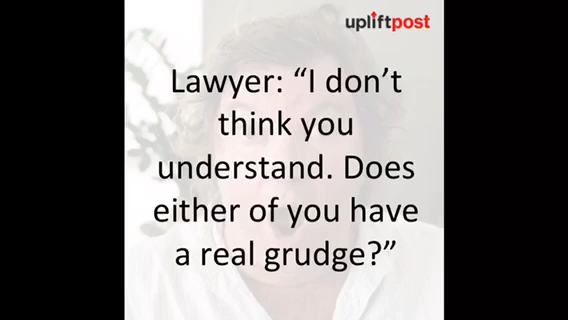 upliftpost
Lawyer: “I don’t
think you
understand. Does
either of you have
a real grudge?”